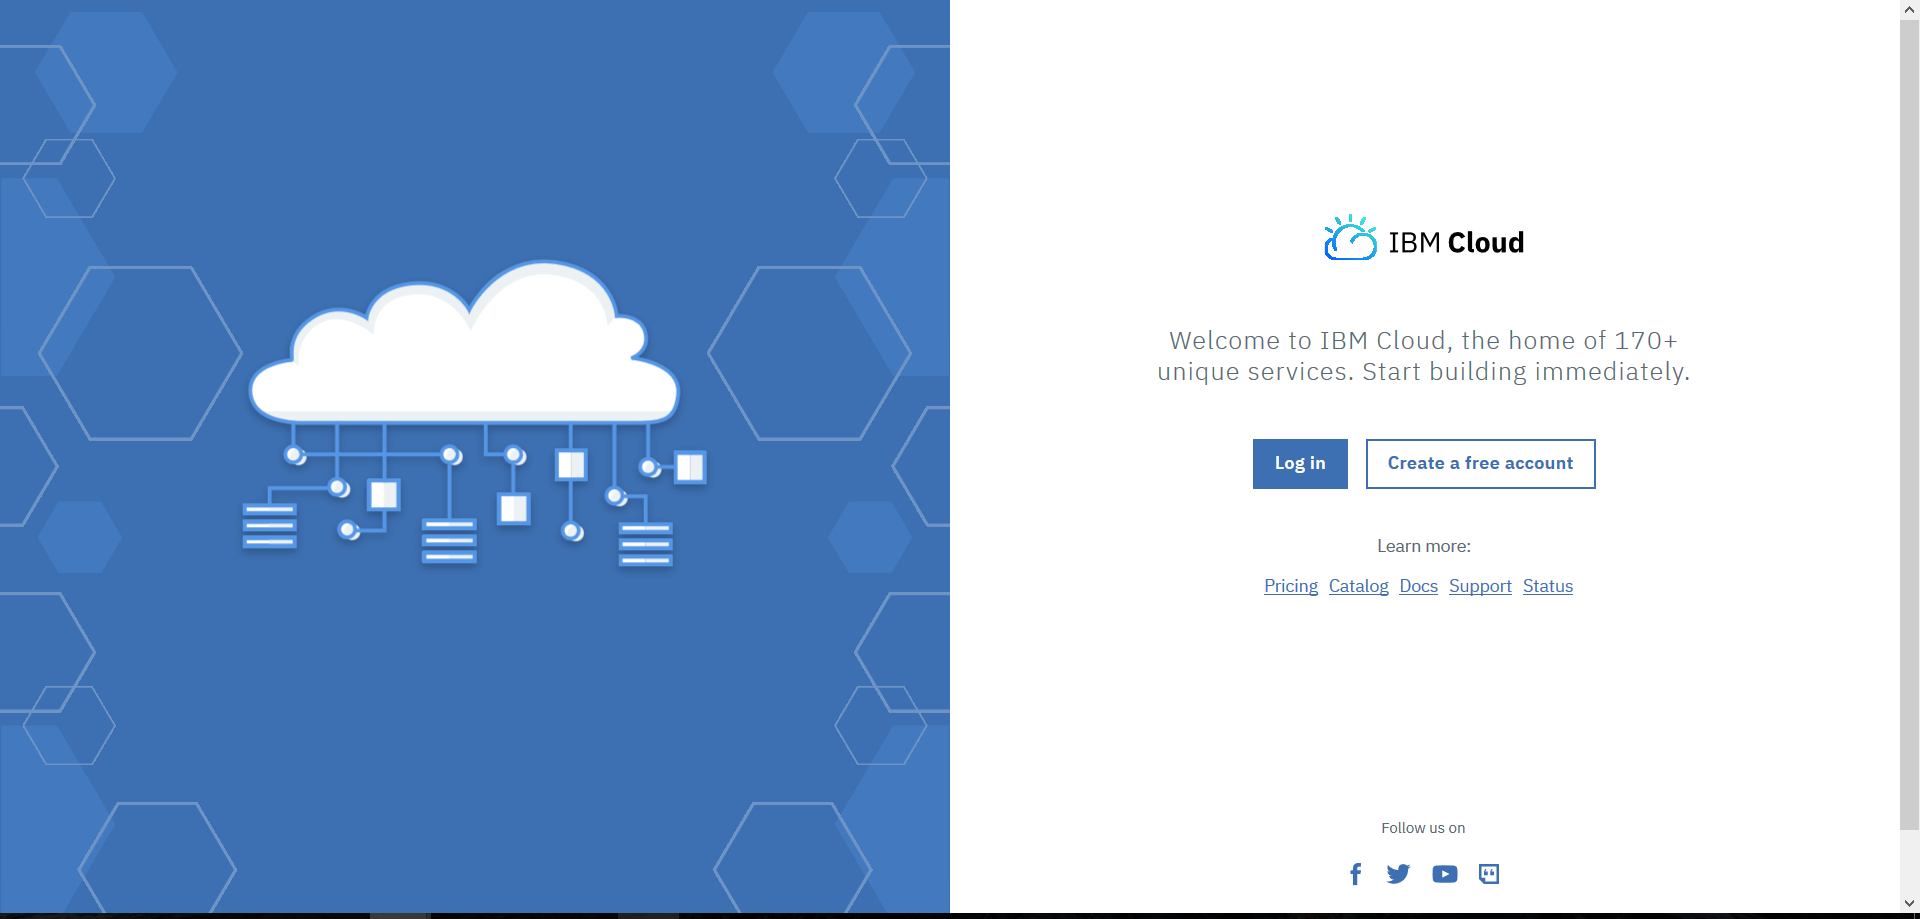 IBM Cloud
Welcome to IBM Cloud, the home of 170+
unique services. Start building immediately.
Log in Create a free account
Learn more:
Pricing Catalog Docs Support Status
Follow us on